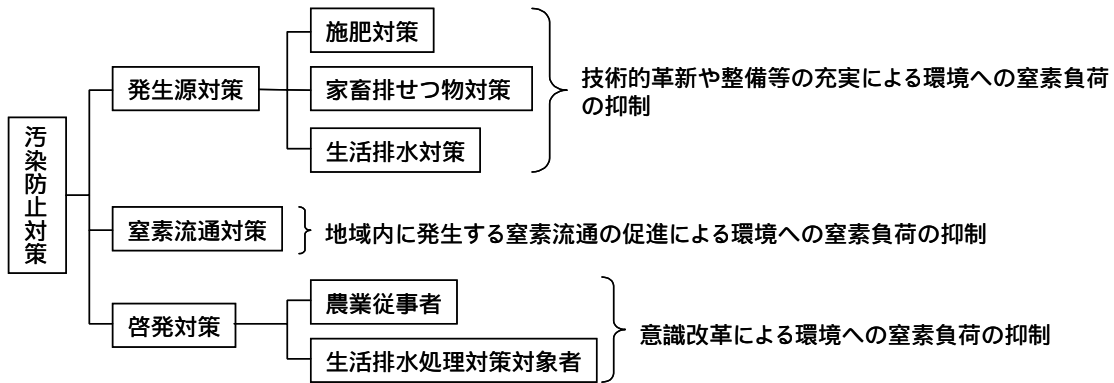 汚染防止対策
発生源対策
施肥対策
家畜排せつ物対策
生活排水対策
技術的革新や整備等の充実による環境への窒素負荷
の抑制
窒素流通対策
地域内に発生する窒素流通の促進による環境への窒素負荷の抑制
啓発対策
農業従事者
生活排水処理対策対象者
意識改革による環境への窒素負荷の抑制